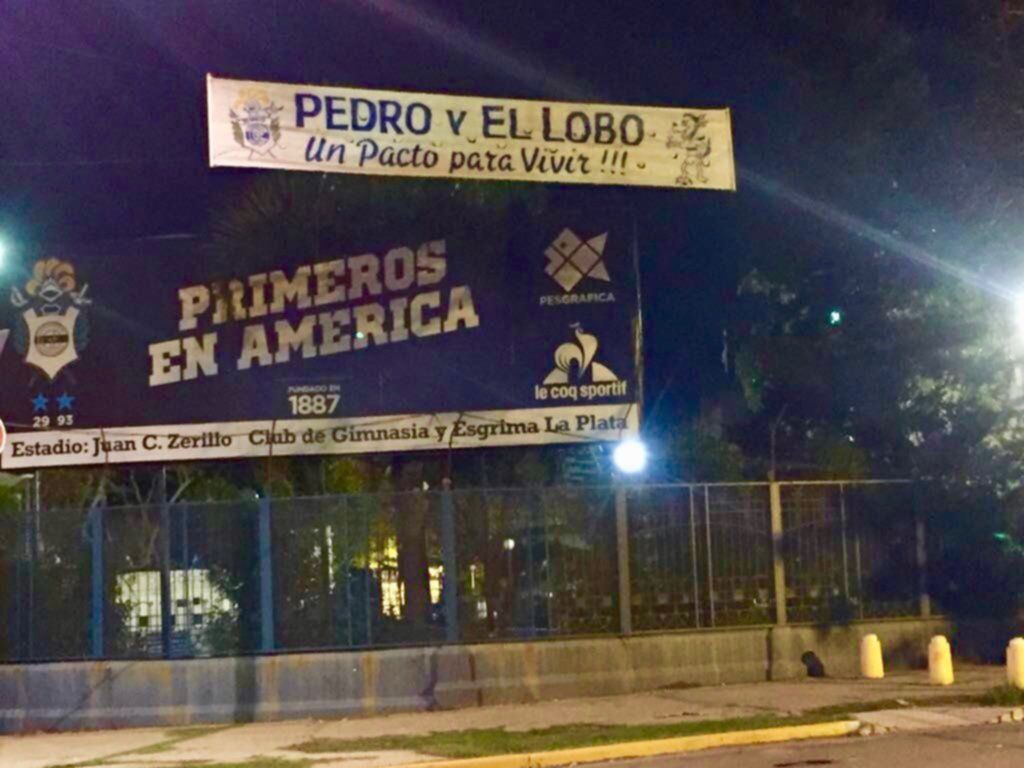 PEDRO Y EL LOBO
Un Pacto para Vivir !!!
PRIMEROS
EN AMERICA
PESGRAFICA
le coq sportif
29 93
FUNDADO EN
1887
Estadio: Juan C. Zerillo Club de Gimnasia y Esgrima La Plata